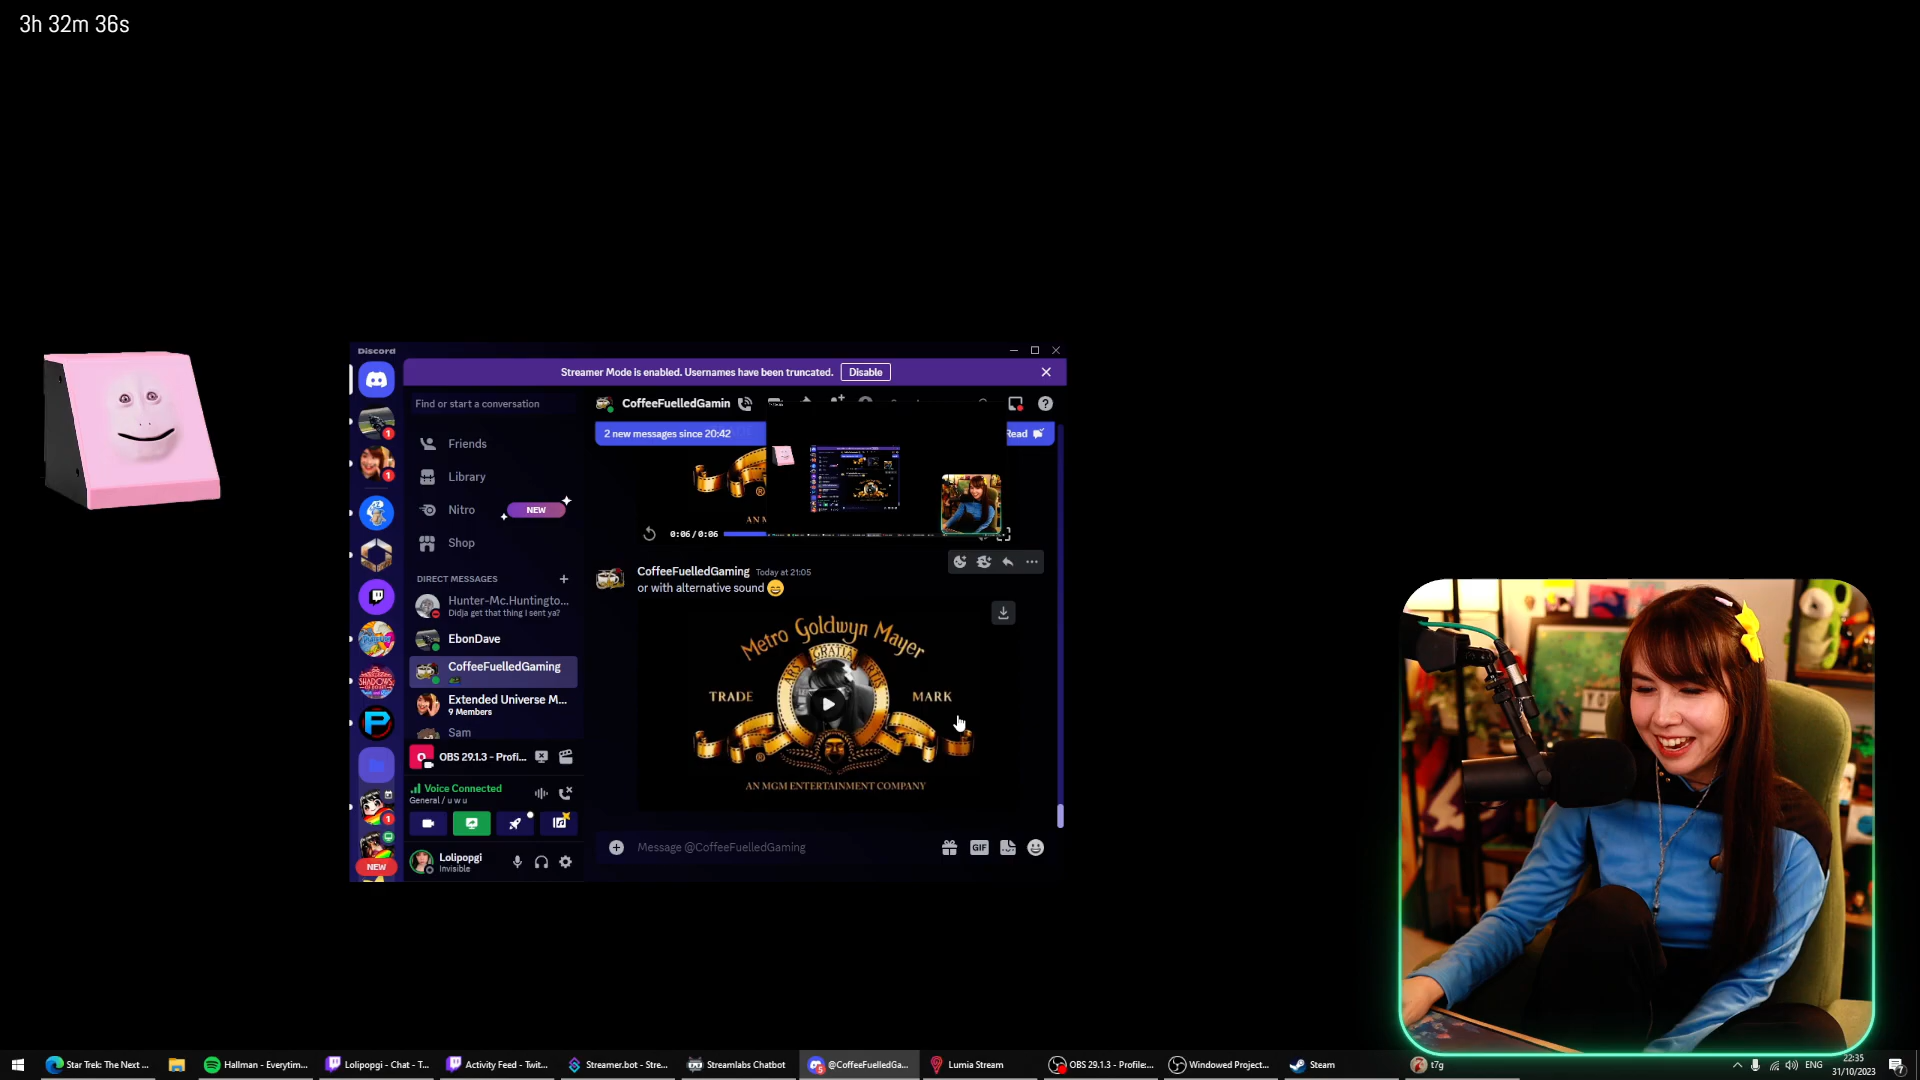 3h 32m 36s
Discord
Streamer Mode is enabled. Usernames have been truncated.
Disable
Find or start a conversation
Friends
Library
Nitro
NEW
Shop
DIRECT MESSAGES
Hunter-Mc.Huntingto...
Didja get that thing I sent ya?
EbonDave
CoffeeFuelledGaming
Extended Universe M...
9 Members
Sam
OBS 29.1.3 - Profi...
Voice Connected
General / u w u
Lolipopgi
Invisible
NEW
CoffeeFuelledGamin
2 new messages since 20:42
Read
AN M
0:06 / 0:06
CoffeeFuelledGaming Today at 21:05
or with alternative sound
Metro Goldwyn Mayer
ARS GRATIA ARTIS
TRADE MARK
AN MGM ENTERTAINMENT COMPANY
Message @CoffeeFuelledGaming
GIF
Star Trek: The Next ...
Hallman - Everytim...
Lolipopgi - Chat - T...
Activity Feed - Twit...
Streamer.bot - Stre...
Streamlabs Chatbot
@CoffeeFuelledGa...
Lumia Stream
OBS 29.1.3 - Profile:...
Windowed Project...
Steam
t7g
ENG
22:35
31/10/2023